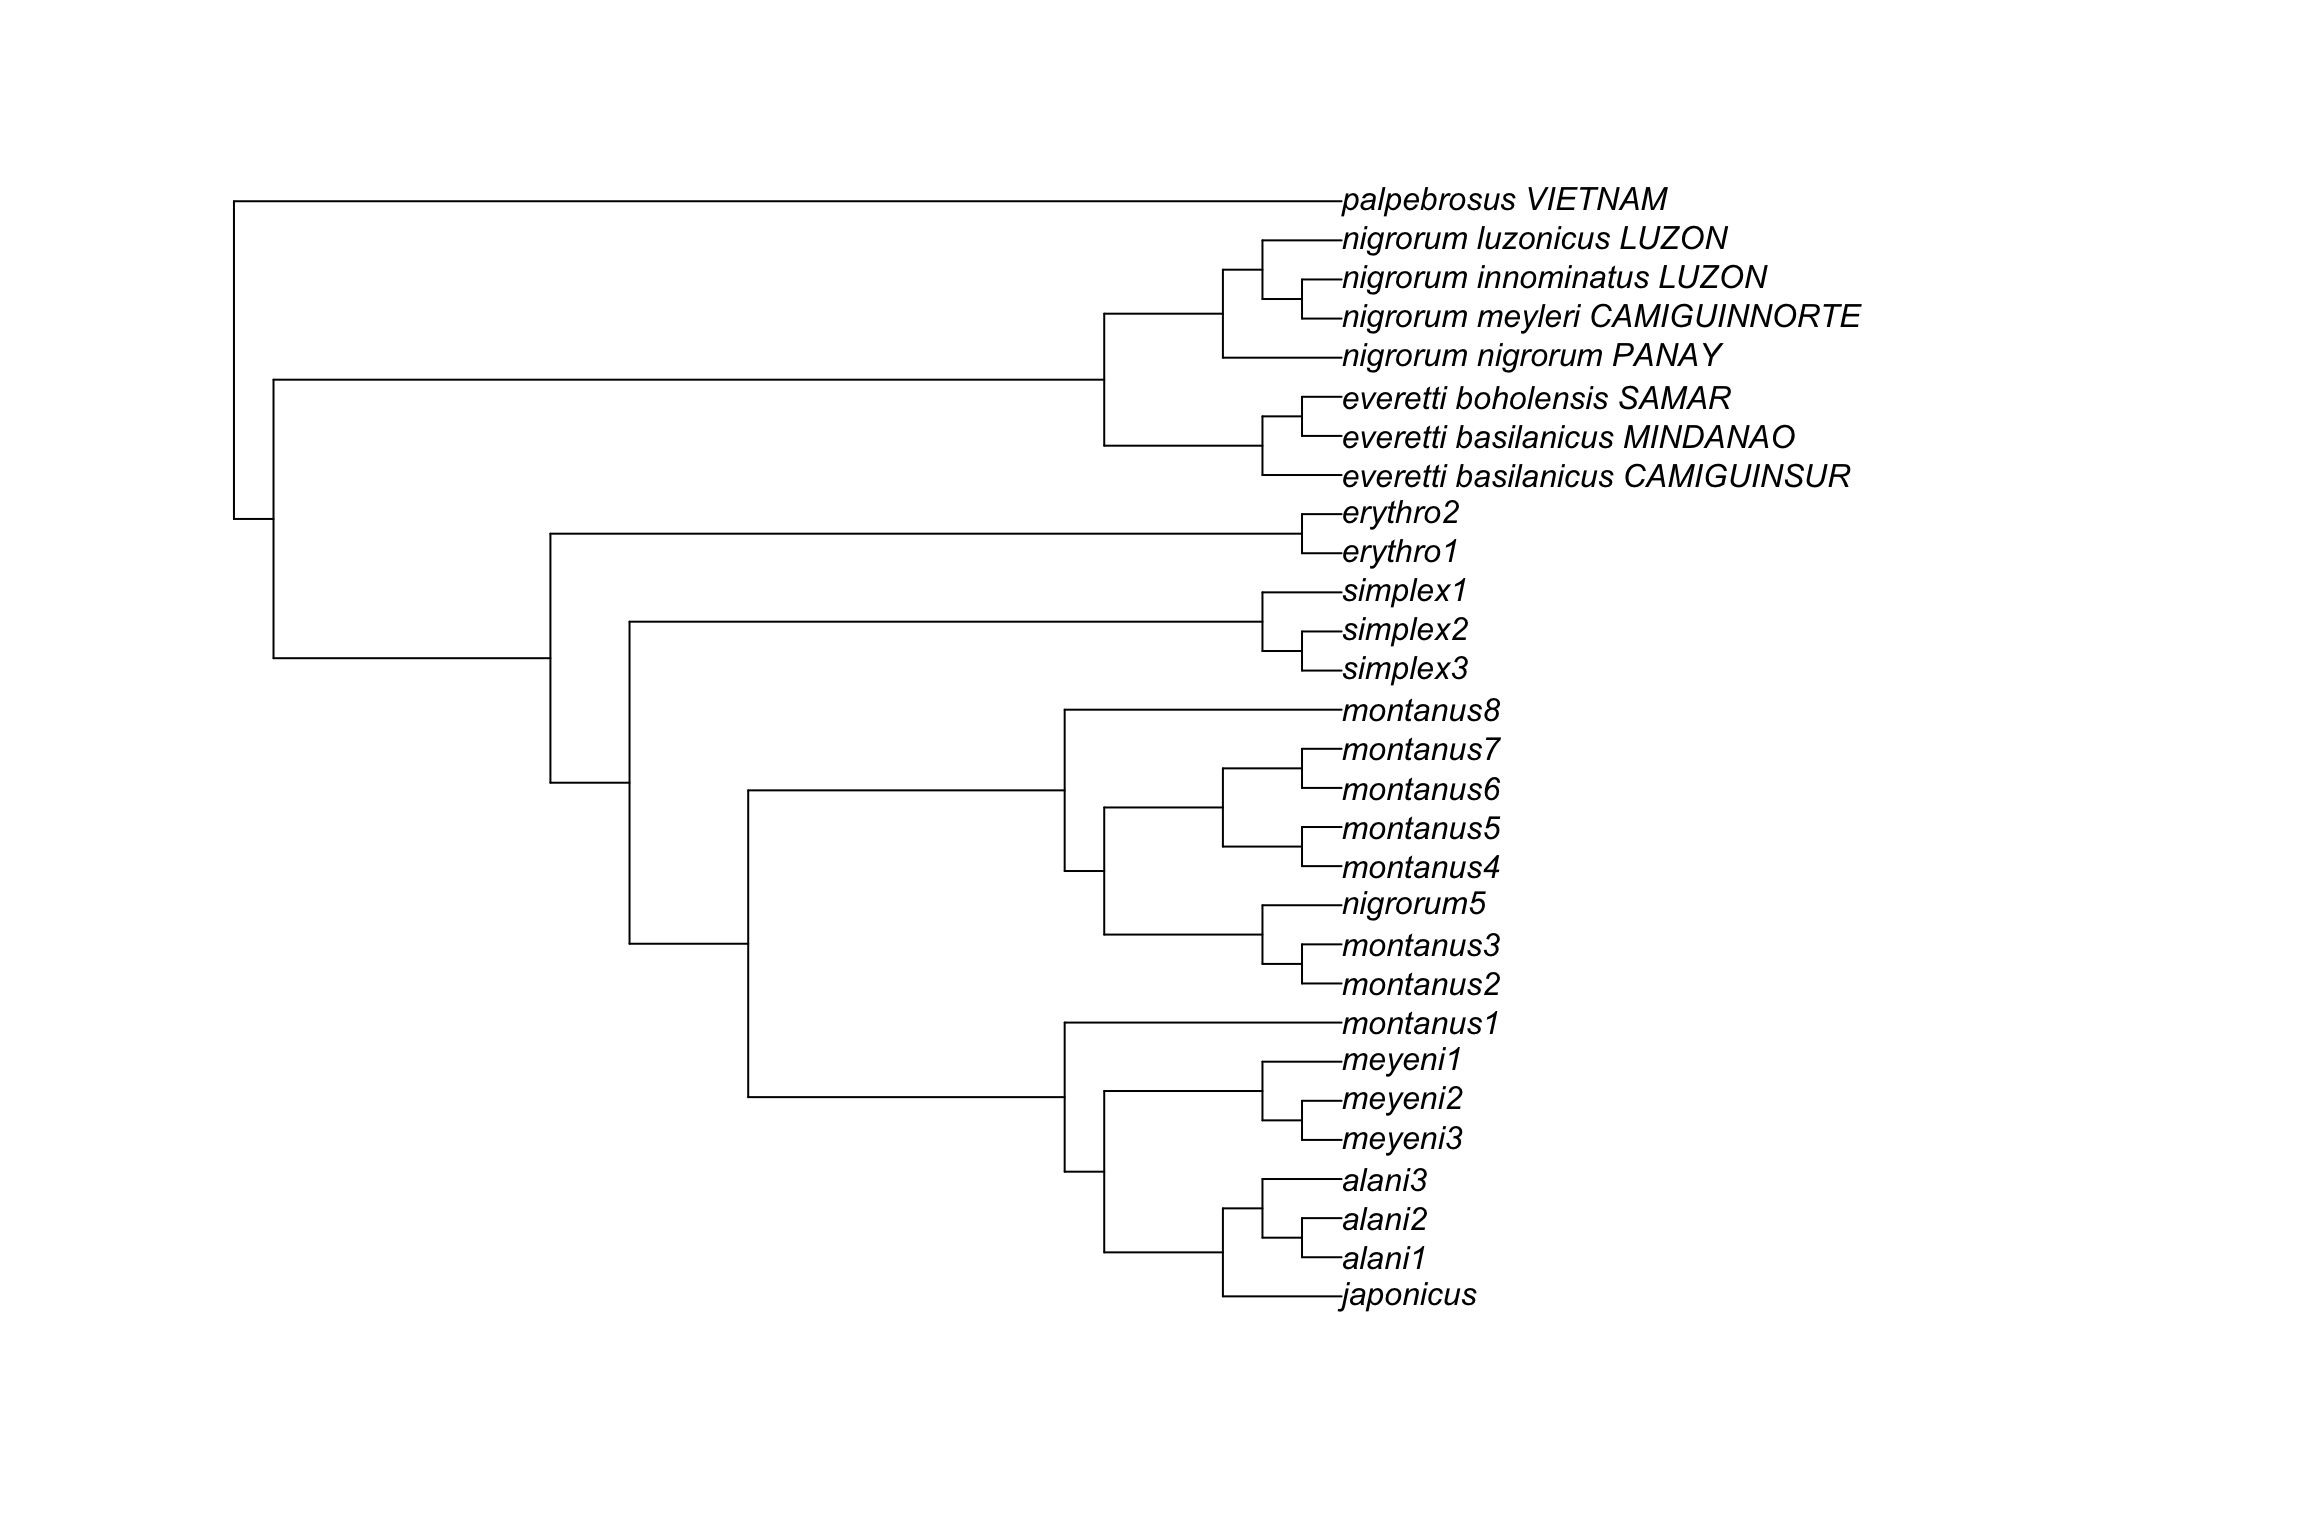 palpebrosus VIETNAM
nigrorum luzonicus LUZON
nigrorum innominatus LUZON
nigrorum meyleri CAMIGUINNORTE
nigrorum nigrorum PANAY
everetti boholensis SAMAR
everetti basilanicus MINDANAO
everetti basilanicus CAMIGUINSUR
erythro2
erythro1
simplex1
simplex2
simplex3
montanus8
montanus7
montanus6
montanus5
montanus4
nigrorum5
montanus3
montanus2
montanus1
meyeni1
meyeni2
meyeni3
alani3
alani2
alani1
japonicus